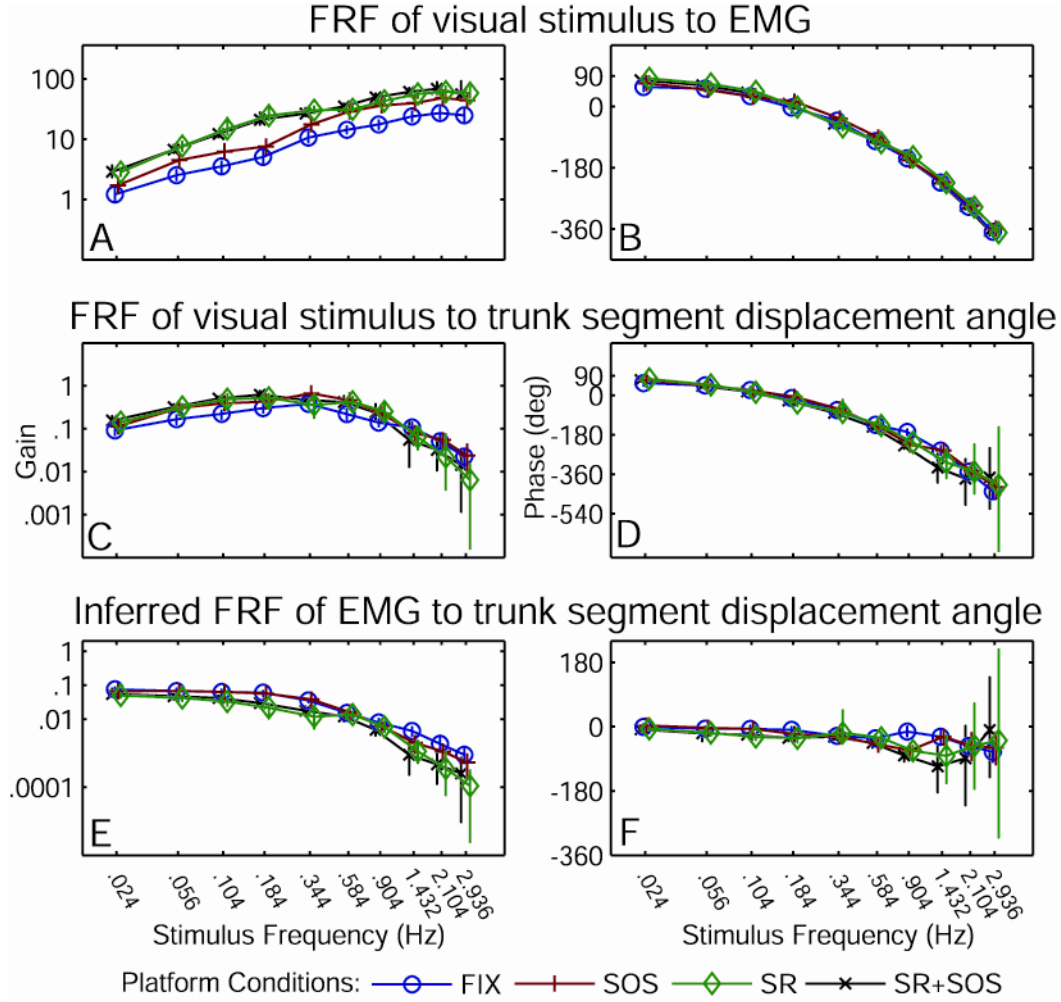 FRF of visual stimulus to EMG
100
10
1
A
90
0
-180
-360
B
FRF of visual stimulus to trunk segment displacement angle
Gain
1
.1
.01
.001
C
Phase (deg)
90
0
-180
-360
-540
D
Inferred FRF of EMG to trunk segment displacement angle
1
.1
.01
.0001
E
180
0
-180
-360
F
.024 .056 .104 .184 .344 .584 .904 1.432 2.104 2.936
.024 .056 .104 .184 .344 .584 .904 1.432 2.104 2.936
Stimulus Frequency (Hz) Stimulus Frequency (Hz)
Platform Conditions: FIX SOS SR SR+SOS